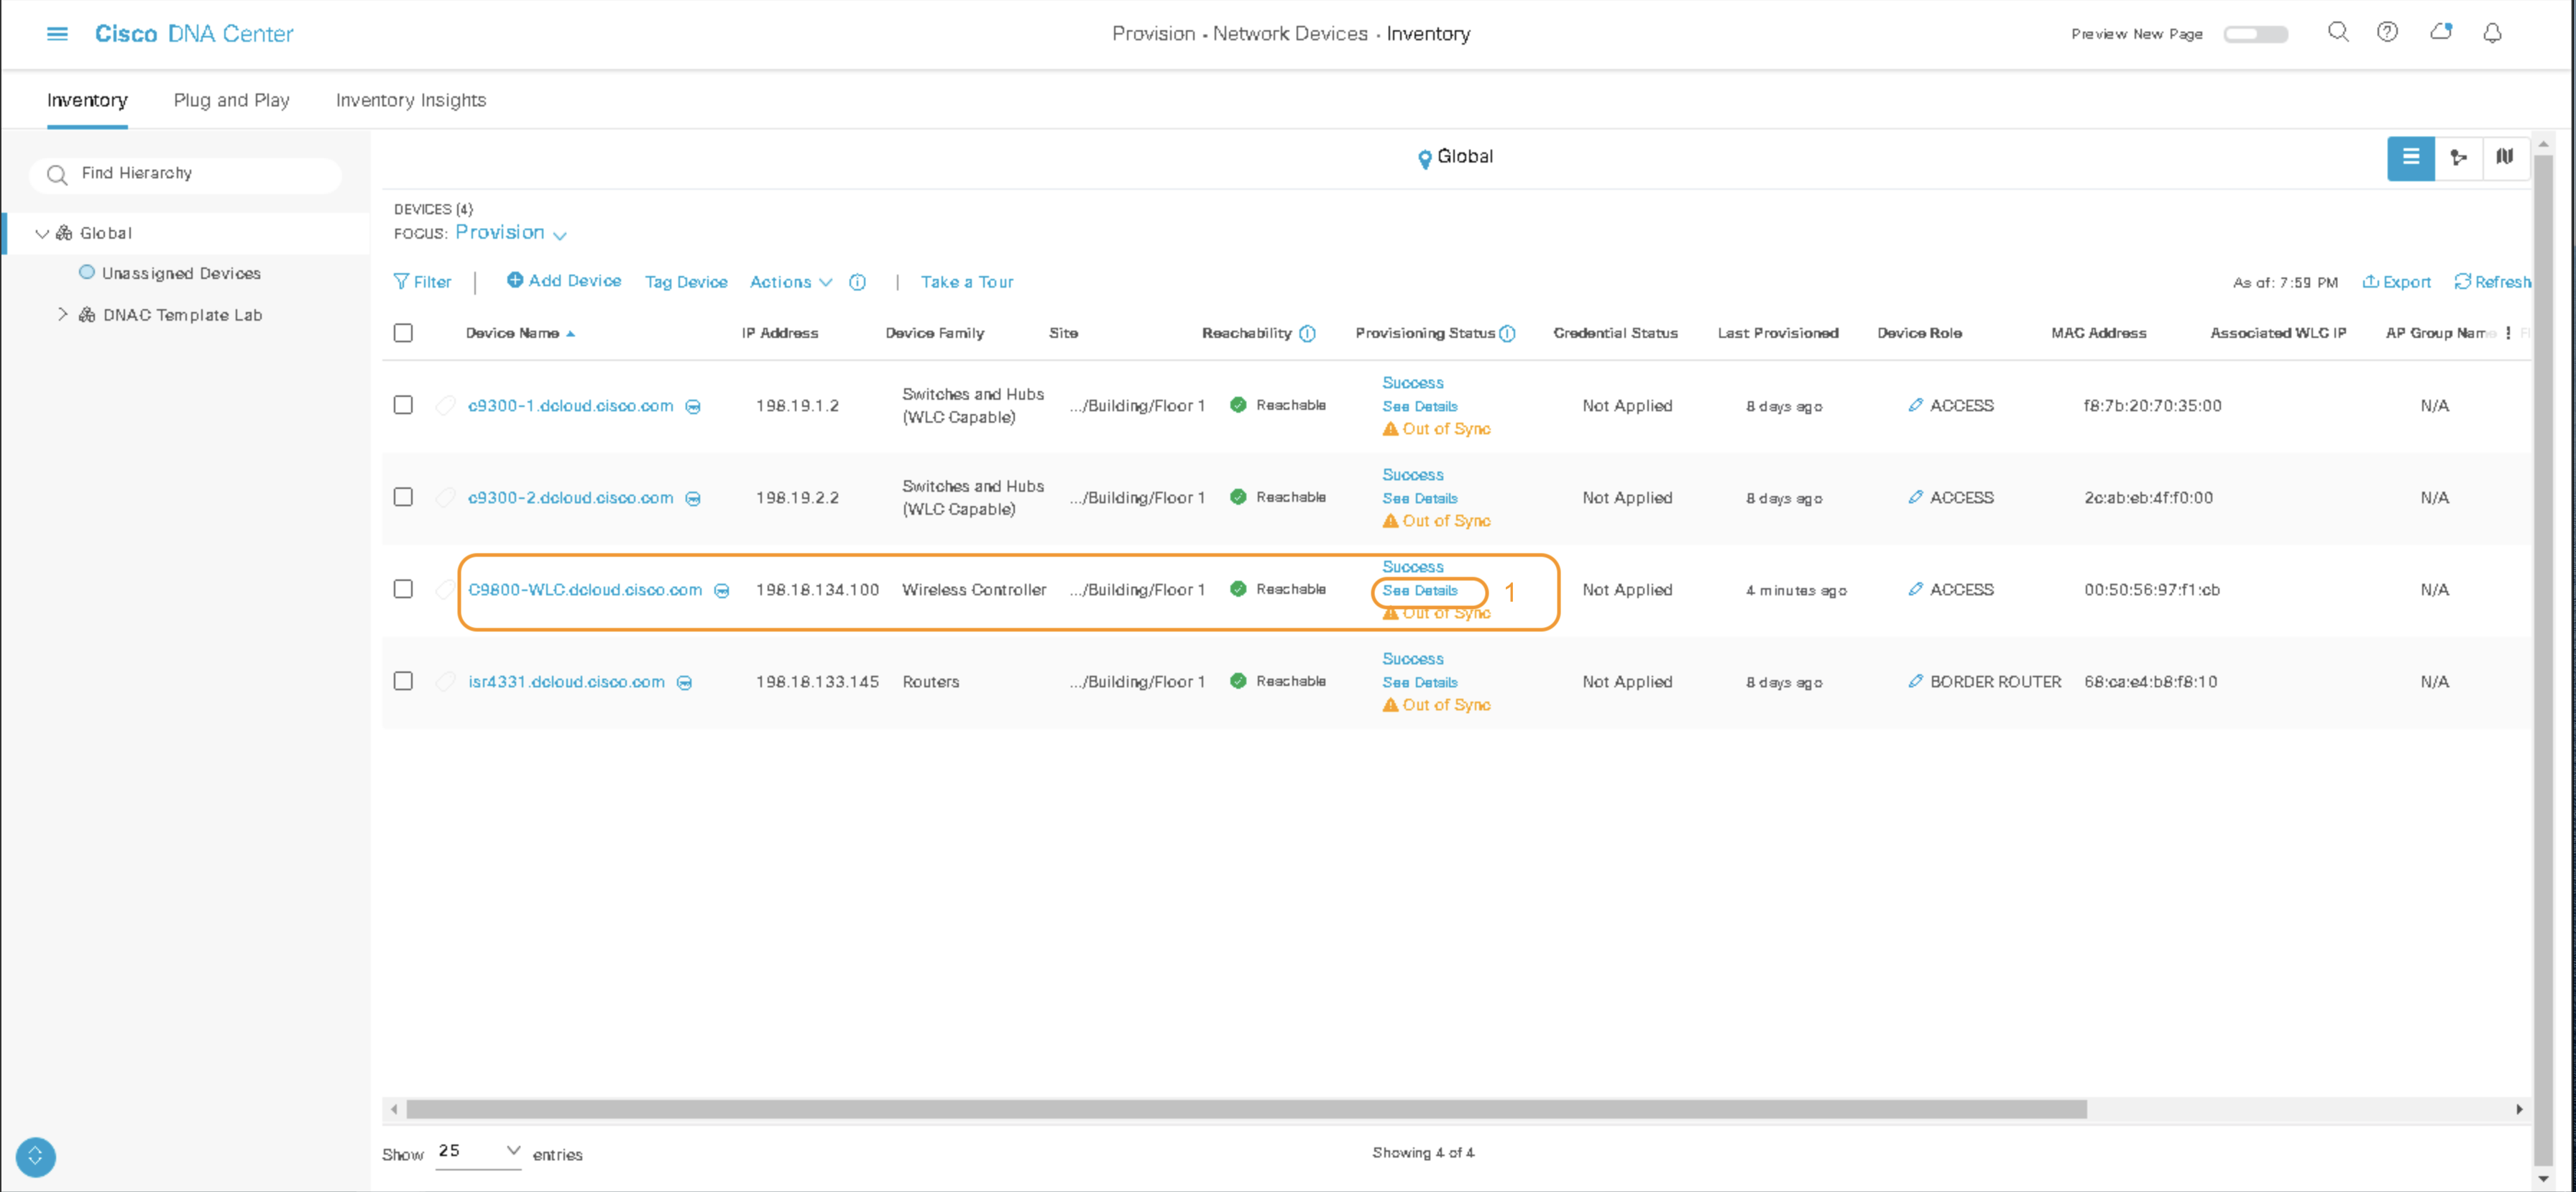 Cisco DNA Center
Provision • Network Devices • Inventory
Preview New Page
Inventory
Plug and Play
Inventory Insights
Find Hierarchy
Global
Unassigned Devices
DNAC Template Lab
Global
DEVICES (4)
FOCUS: Provision
Filter | Add Device Tag Device Actions | Take a Tour
As of: 7:59 PM Export Refresh
Device Name IP Address Device Family Site Reachability Provisioning Status Credential Status Last Provisioned Device Role MAC Address Associated WLC IP AP Group Name
c9300-1.dcloud.cisco.com 198.19.1.2 Switches and Hubs (WLC Capable) .../Building/Floor 1 Reachable Success See Details Out of Sync Not Applied 8 days ago ACCESS f8:7b:20:70:35:00 N/A
c9300-2.dcloud.cisco.com 198.19.2.2 Switches and Hubs (WLC Capable) .../Building/Floor 1 Reachable Success See Details Out of Sync Not Applied 8 days ago ACCESS 2c:ab:eb:4f:f0:00 N/A
C9800-WLC.dcloud.cisco.com 198.18.134.100 Wireless Controller .../Building/Floor 1 Reachable Success See Details Out of Sync 1 Not Applied 4 minutes ago ACCESS 00:50:56:97:f1:cb N/A
isr4331.dcloud.cisco.com 198.18.133.145 Routers .../Building/Floor 1 Reachable Success See Details Out of Sync Not Applied 8 days ago BORDER ROUTER 68:ca:e4:b8:f8:10 N/A
Show 25 entries
Showing 4 of 4